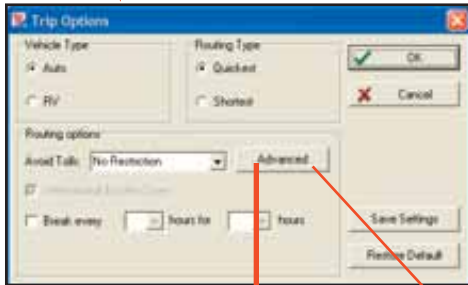 Trip Options
Vehicle Type
Auto
RV
Routing Type
Quickest
Shortest
OK
Cancel
Routing options
Avoid Tolls: No Restriction
Advanced
Break every hours for hours
Save Settings
Restore Default